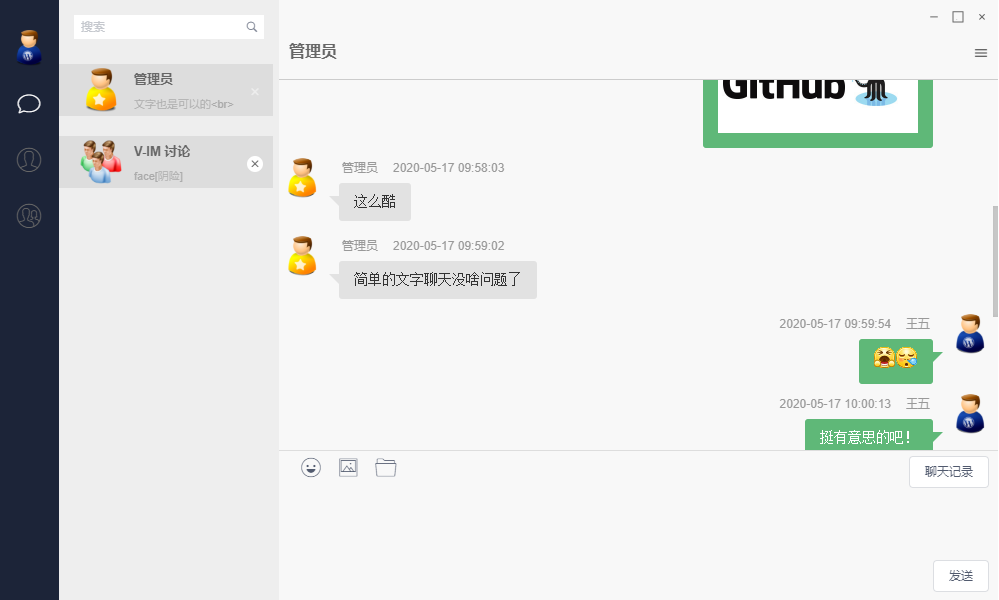 搜索
管理员
文字也是可以的<br>
V-IM 讨论
face[阴险]
管理员
GitHub
管理员 2020-05-17 09:58:03
这么酷
管理员 2020-05-17 09:59:02
简单的文字聊天没啥问题了
2020-05-17 09:59:54 王五
2020-05-17 10:00:13 王五
挺有意思的吧！
聊天记录
发送